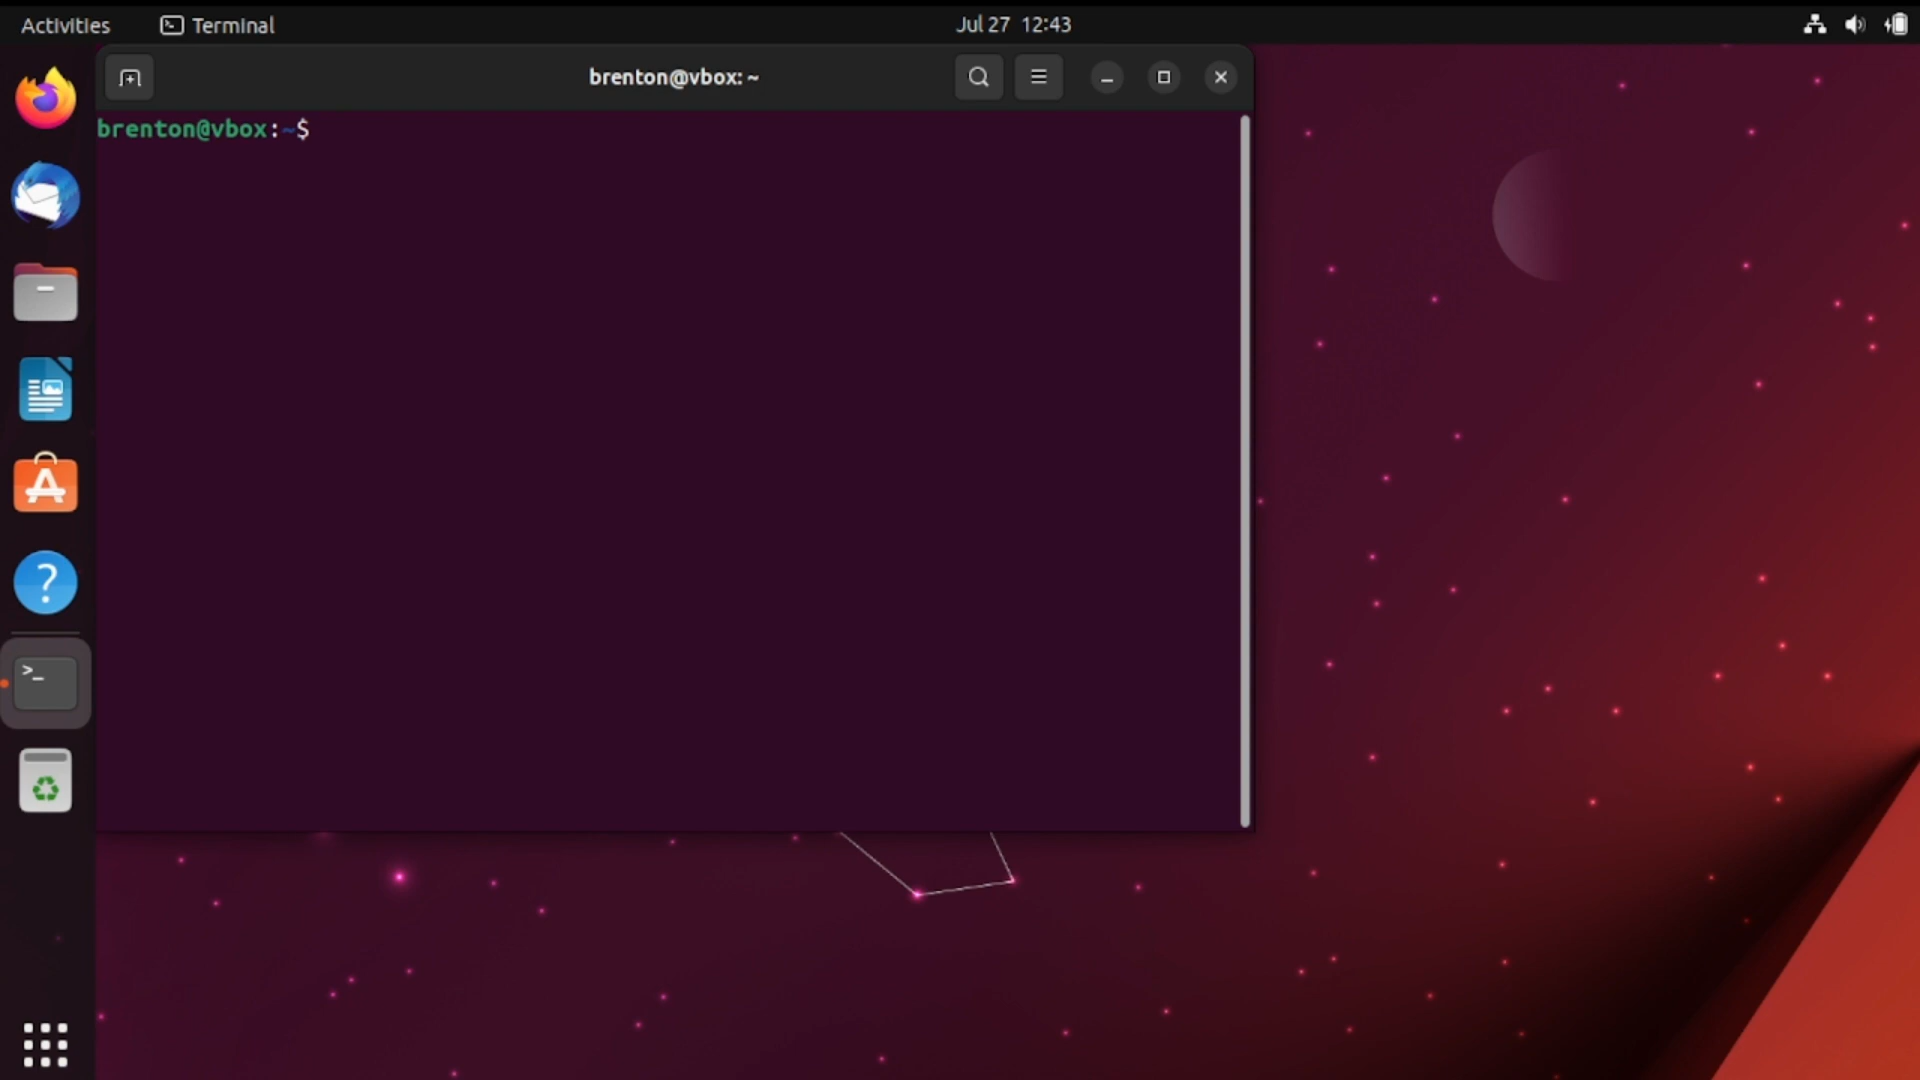 Activities
Terminal
Jul 27 12:43
brenton@vbox: ~
brenton@vbox:~$